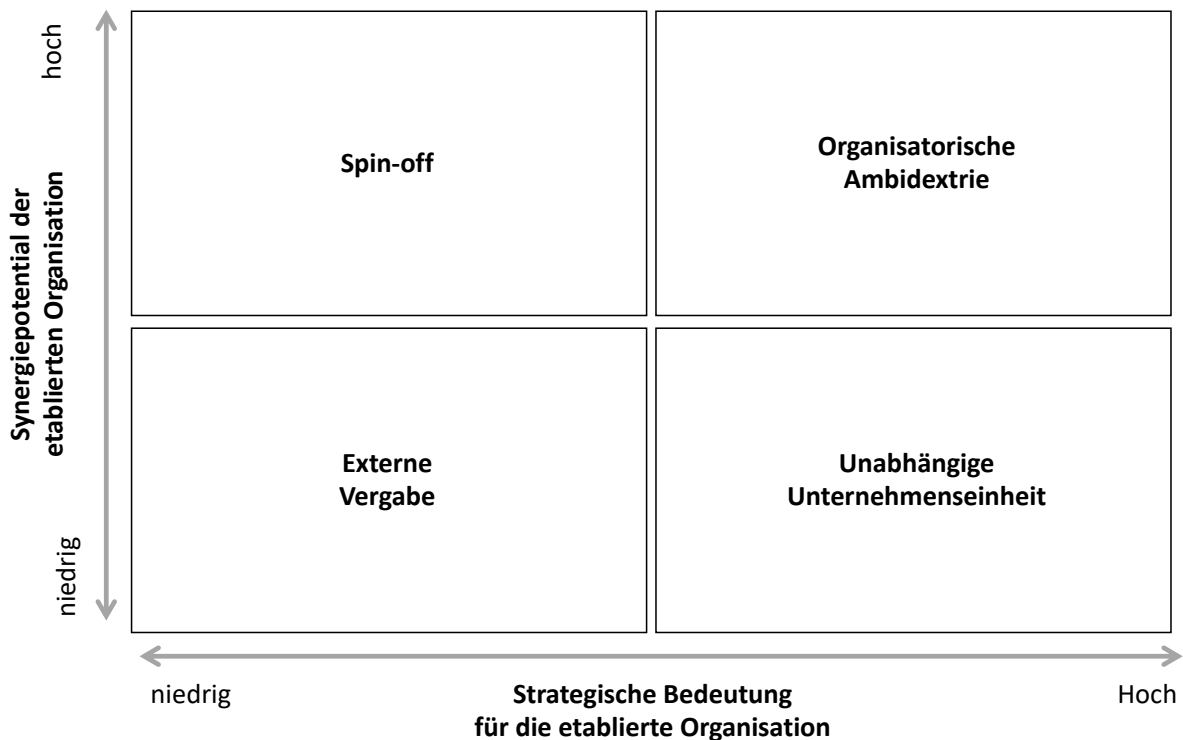 hoch
Synergiepotential der
etablierten Organisation
niedrig
Spin-off
Organisatorische
Ambidextrie
Externe
Vergabe
Unabhängige
Unternehmenseinheit
niedrig
Strategische Bedeutung
für die etablierte Organisation
Hoch